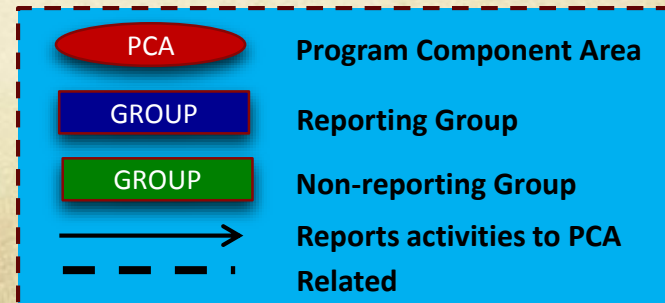 PCA Program Component Area
GROUP Reporting Group
GROUP Non-reporting Group
Reports activities to PCA
Related